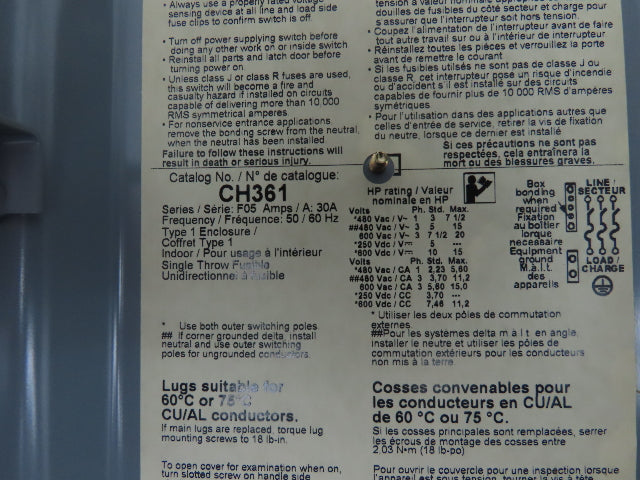 • Always use a properly rated voltage
sensing device at all line and load side
fuse clips to confirm switch is off.
• Turn off power supplying switch before
doing any other work on or inside switch
• Reinstall all parts and latch door before
turning power on.
• Unless class J or class R fuses are used,
this switch will become a fire and
casualty hazard if installed on circuits
capable of delivering more than 10 000
RMS symmetrical amperes
• For nonservice entrance applications
remove the bonding screw from the neutral,
when the neutral has been installed
Failure to follow these instructions will
result in death or serious injury.
tension à valeur nominale
douilles de fusibles du côté secteur et charge pour
s'assurer que l'interrupteur soit hors tension.
• Coupez l'alimentation de l'interrupteur avant de faire
tout autre travail sur ou à l'intérieur de interrupteur
• Réinstallez toutes les pièces et verrouillez la porte
avant de remettre le courant
• Si les fusibles utilisés ne sont pas de classe J ou
classe R, cet interrupteur posé un risque d'incendie
ou d'accident s'il est installé sur des circuits
capables de fournir plus de 10 000 RMS d'ampères
symétriques
• Pour l'utilisation dans des applications autres que
celles d'entrée de service, retirer la vis de fixation
du neutre, lorsque ce dernier est installé
Si ces précautions ne sont pas
respectées, cela entraînera la
mort ou des blessures graves.
Catalog No. / N° de catalogue:
CH361
Series / Série: F05 Amps / A: 30A
Frequency / Fréquence: 50 / 60 Hz
Type 1 Enclosure /
Coffret Type 1
Indoor / Pour usage à l'intérieur
Single Throw Fusible
Unidirectionnel à fusible
HP rating / Valeur
nominale en HP
Volts Ph. Std. Max.
*480 Vac / V~ 1 3 7 1/2
##480 Vac / V~ 3 5 15
600 Vac / V~ 3 7 1/2 20
*250 Vdc / V 5 ---
*600 Vdc / V 10 15
Volts Ph. Std. Max.
*480 Vac / CA 1 2,23 5,60
##480 Vac / CA 3 3,70 11,2
600 Vac / CA 3 5,60 15,0
*250 Vdc / CC 3,70 ---
*600 Vdc / CC 7,46 11,2
Box
bonding
when
required
Fixation
au boîtier
lorque
necessaire
Equipment
ground
M.a.l.t.
des
appareils
LINE /
SECTEUR
LOAD /
CHARGE
* Use both outer switching poles.
## If corner grounded delta, install
neutral and use outer switching
poles for ungrounded conductors.
* Utiliser les deux pôles de commutation
externes.
##Pour les systèmes delta m à l t en angle,
installer le neutre et utiliser les pôles de
commutation extérieurs pour les conducteurs
non mis à la terre.
Lugs suitable for
60°C or 75°C
CU/AL conductors.
If main lugs are replaced, torque lug
mounting screws to 18 lb-in.
Cosses convenables pour
les conducteurs en CU/AL
de 60 °C ou 75 °C.
Si les cosses principales sont remplacées, serrer
les écrous de montage des cosses entre
2,03 N•m (18 lb-po)
To open cover for examination when on,
turn slotted screw on handle side
Pour ouvrir le couvercle pour une inspection lorsque
l'appareil est sous tension, tourner la vis à tête